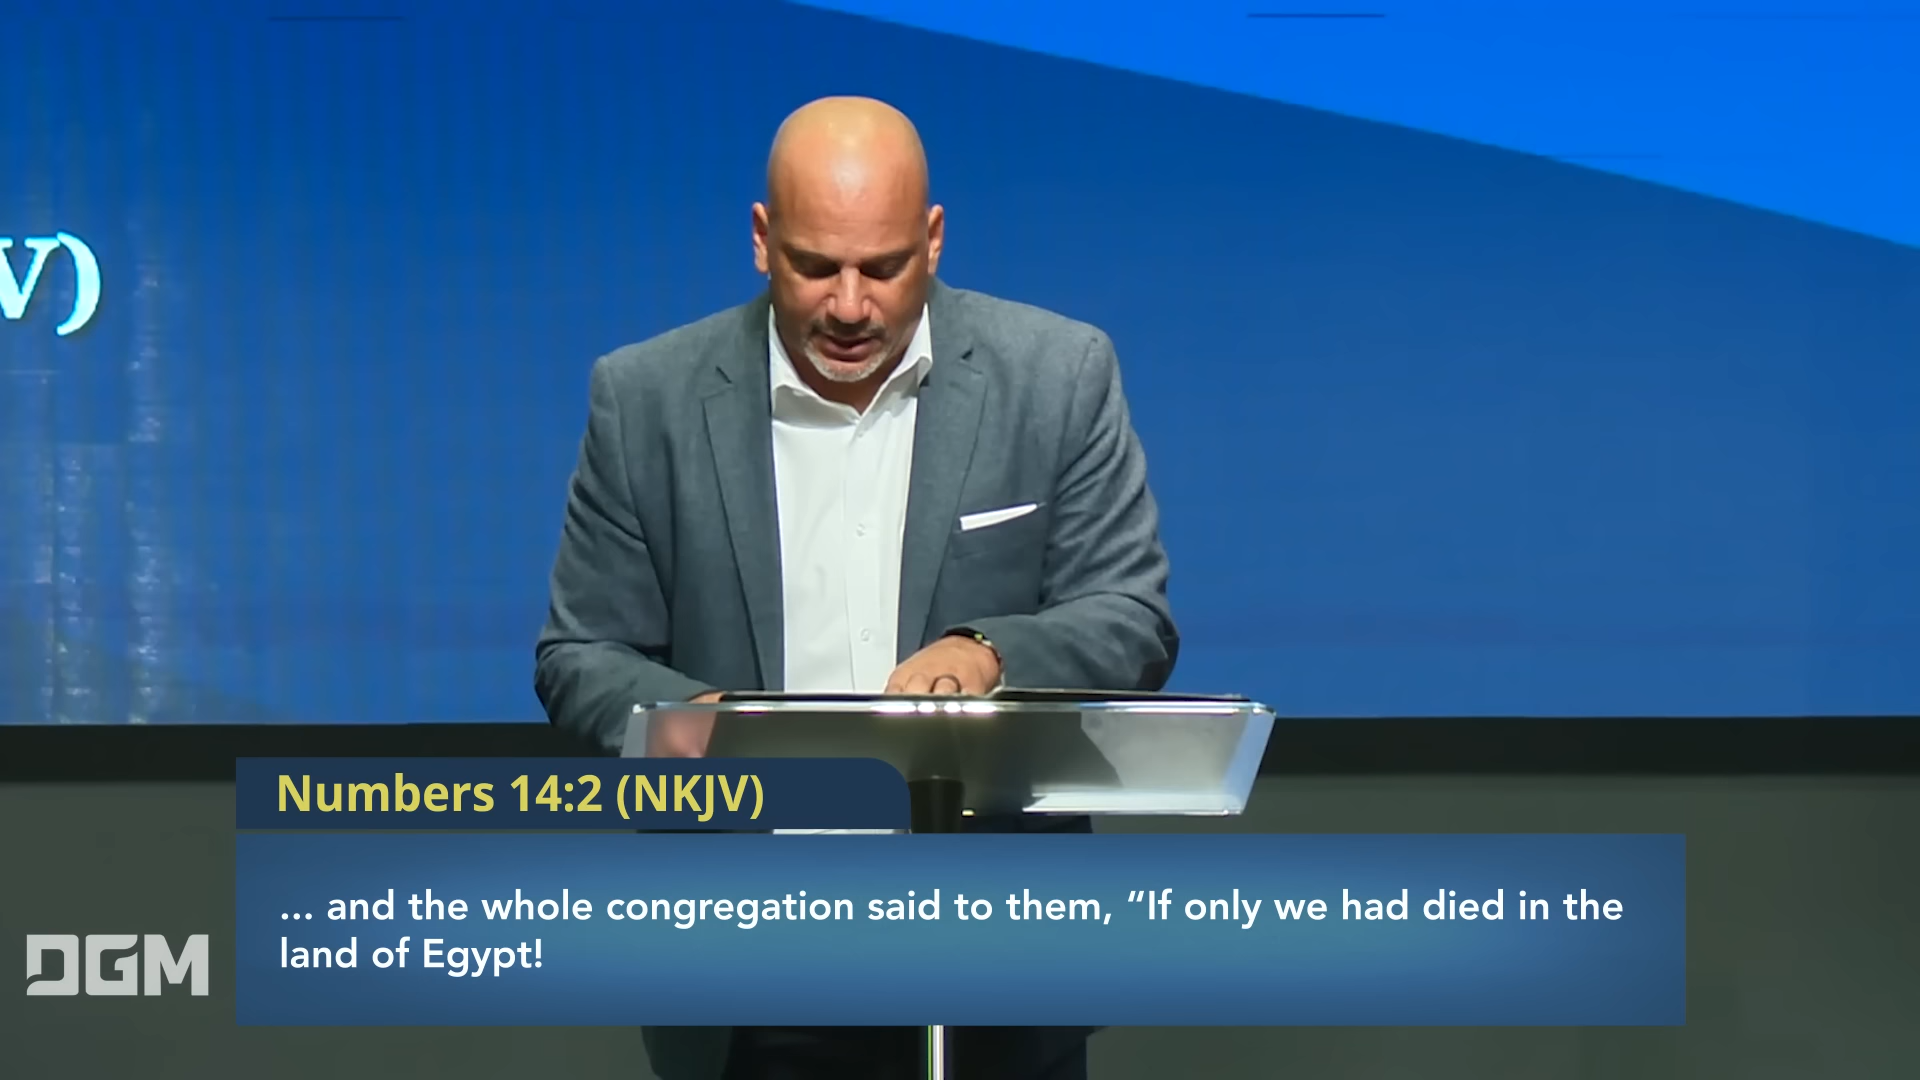 V)
Numbers 14:2 (NKJV)
... and the whole congregation said to them, “If only we had died in the
land of Egypt!
DGM